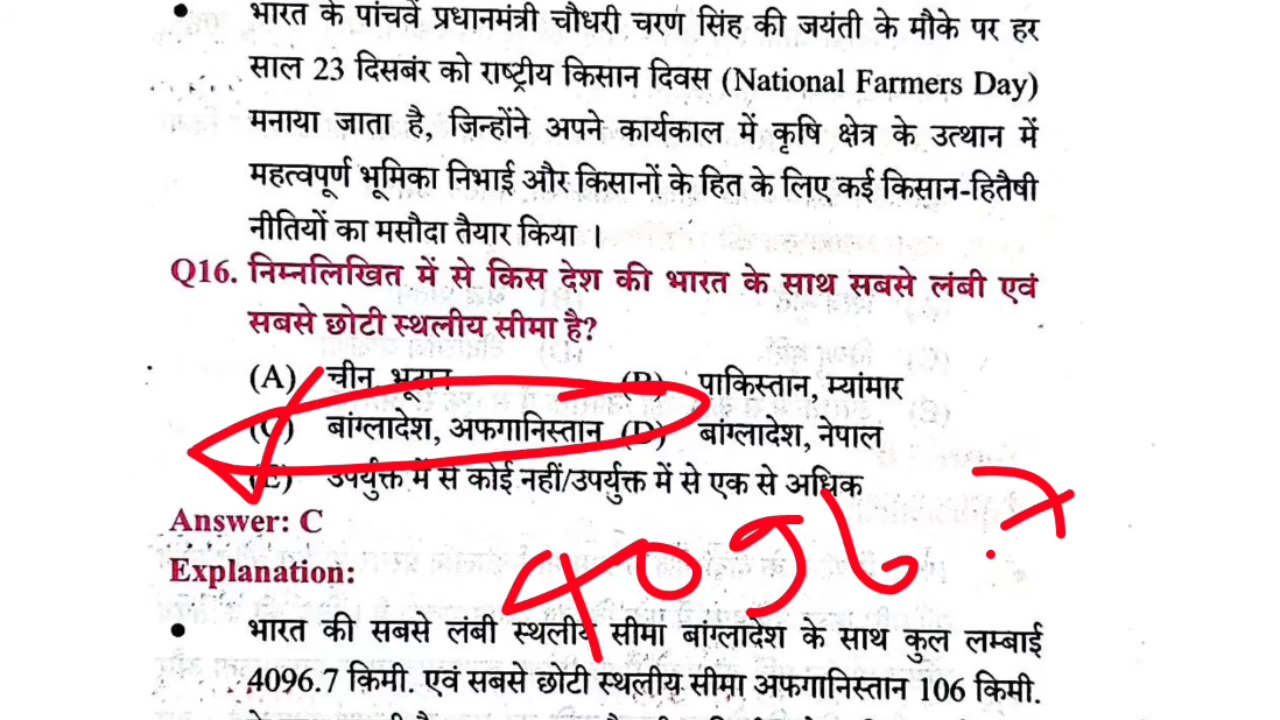 • भारत के पांचवें प्रधानमंत्री चौधरी चरण सिंह की जयंती के मौके पर हर
साल 23 दिसबंर को राष्ट्रीय किसान दिवस (National Farmers Day)
मनाया जाता है, जिन्होंने अपने कार्यकाल में कृषि क्षेत्र के उत्थान में
महत्वपूर्ण भूमिका निभाई और किसानों के हित के लिए कई किसान-हितैषी
नीतियों का मसौदा तैयार किया ।
Q16. निम्नलिखित में से किस देश की भारत के साथ सबसे लंबी एवं
सबसे छोटी स्थलीय सीमा है?
(A) चीन, भूटान (B) पाकिस्तान, म्यांमार
(C) बांग्लादेश, अफगानिस्तान (D) बांग्लादेश, नेपाल
(E) उपर्युक्त में से कोई नहीं/उपर्युक्त में से एक से अधिक
Answer: C
4096.7
Explanation:
• भारत की सबसे लंबी स्थलीय सीमा बांग्लादेश के साथ कुल लम्बाई
4096.7 किमी. एवं सबसे छोटी स्थलीय सीमा अफगानिस्तान 106 किमी.